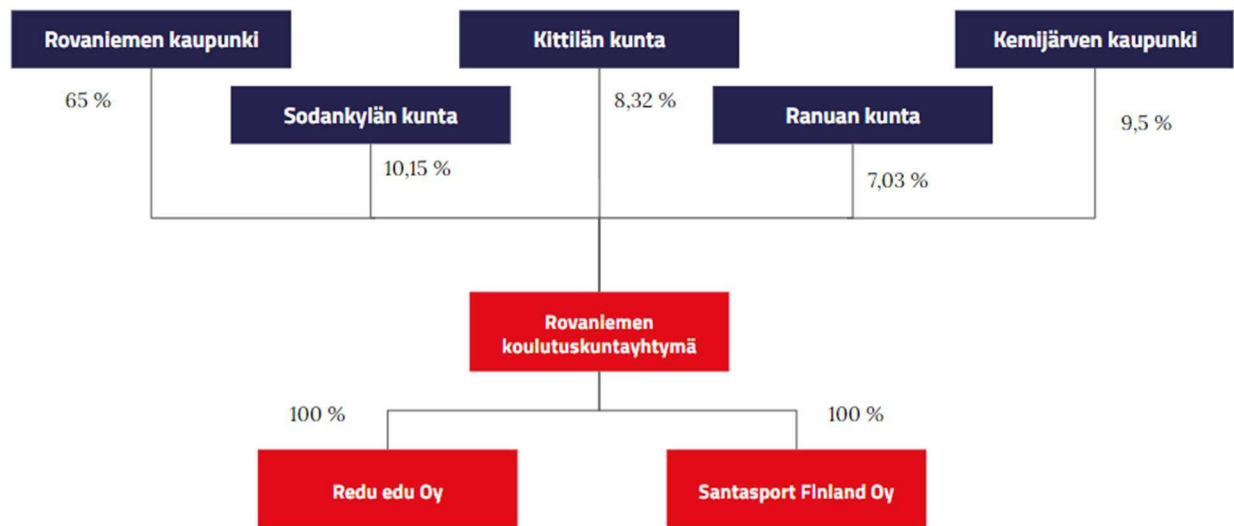 Rovaniemen kaupunki
Kittilän kunta
Kemijärven kaupunki
65 %
8,32 %
Sodankylän kunta
Ranuan kunta
9,5 %
10,15 %
7,03 %
Rovaniemen
koulutuskuntayhtymä
100 %
100 %
Redu edu Oy
Santasport Finland Oy